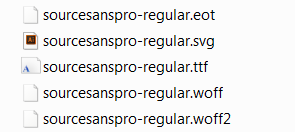 sourcesanspro-regular.eot
sourcesanspro-regular.svg
sourcesanspro-regular.ttf
sourcesanspro-regular.woff
sourcesanspro-regular.woff2